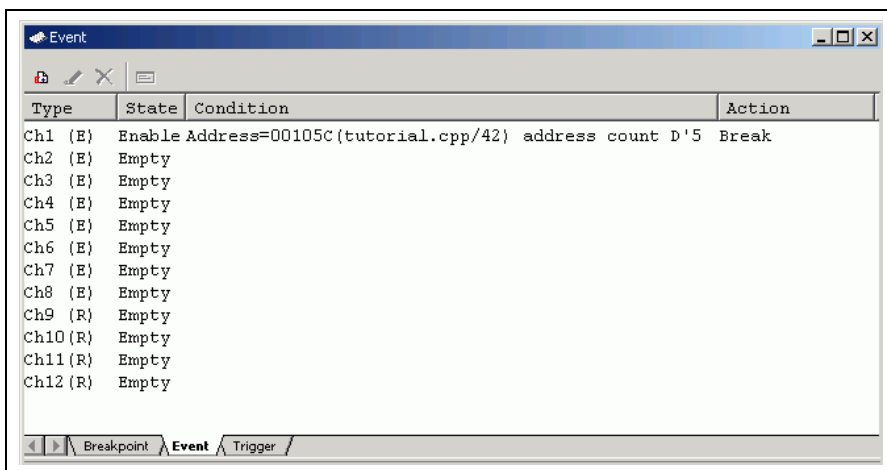 Event
Type State Condition Action
Ch1 (E) Enable Address=00105C(tutorial.cpp/42) address count D'5 Break
Ch2 (E) Empty
Ch3 (E) Empty
Ch4 (E) Empty
Ch5 (E) Empty
Ch6 (E) Empty
Ch7 (E) Empty
Ch8 (E) Empty
Ch9 (R) Empty
Ch10(R) Empty
Ch11(R) Empty
Ch12(R) Empty
Breakpoint Event Trigger